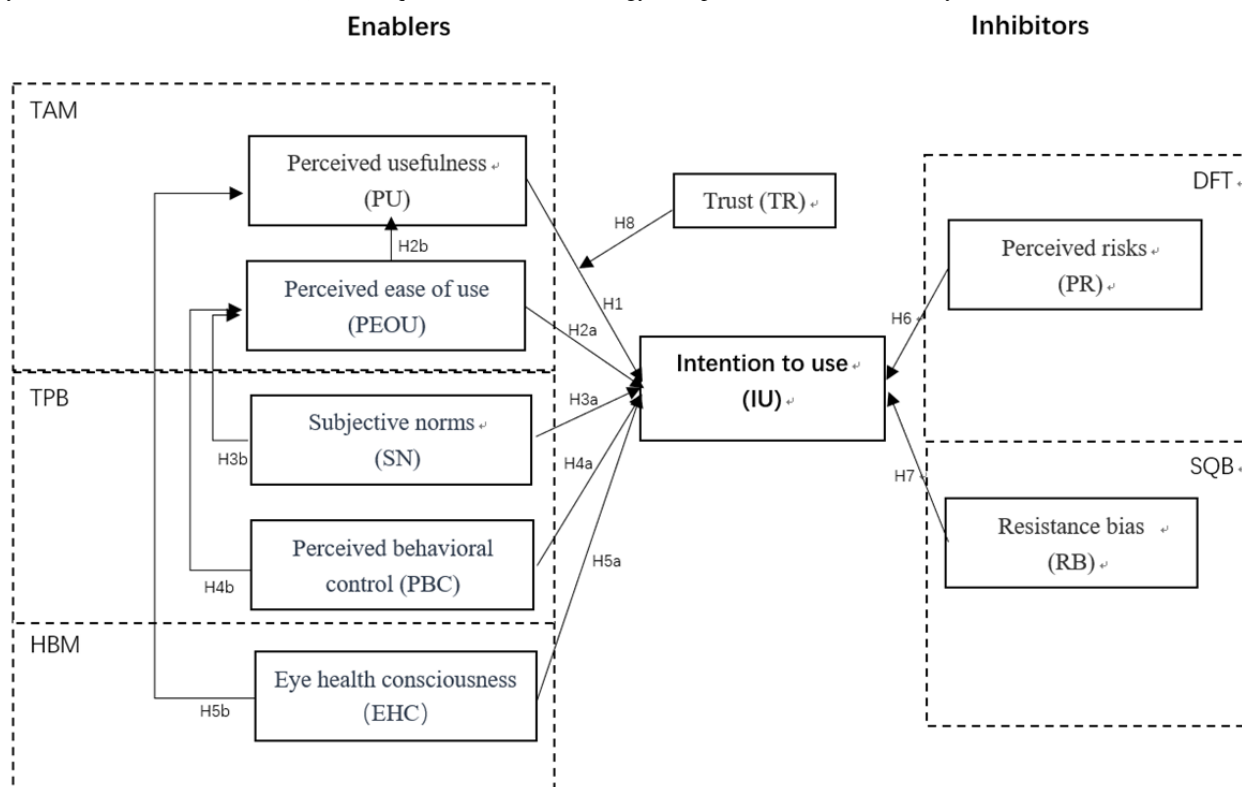 Enablers
Inhibitors
TAM
Perceived usefulness
(PU)
H2b
Perceived ease of use
(PEOU)
TPB
Subjective norms
(SN)
H3b
Perceived behavioral
control (PBC)
H4b
HBM
Eye health consciousness
(EHC)
H5b
Trust (TR)
H8
H1
H2a
H3a
H4a
H5a
Intention to use
(IU)
DFT
Perceived risks
(PR)
H6
SQB
H7
Resistance bias
(RB)